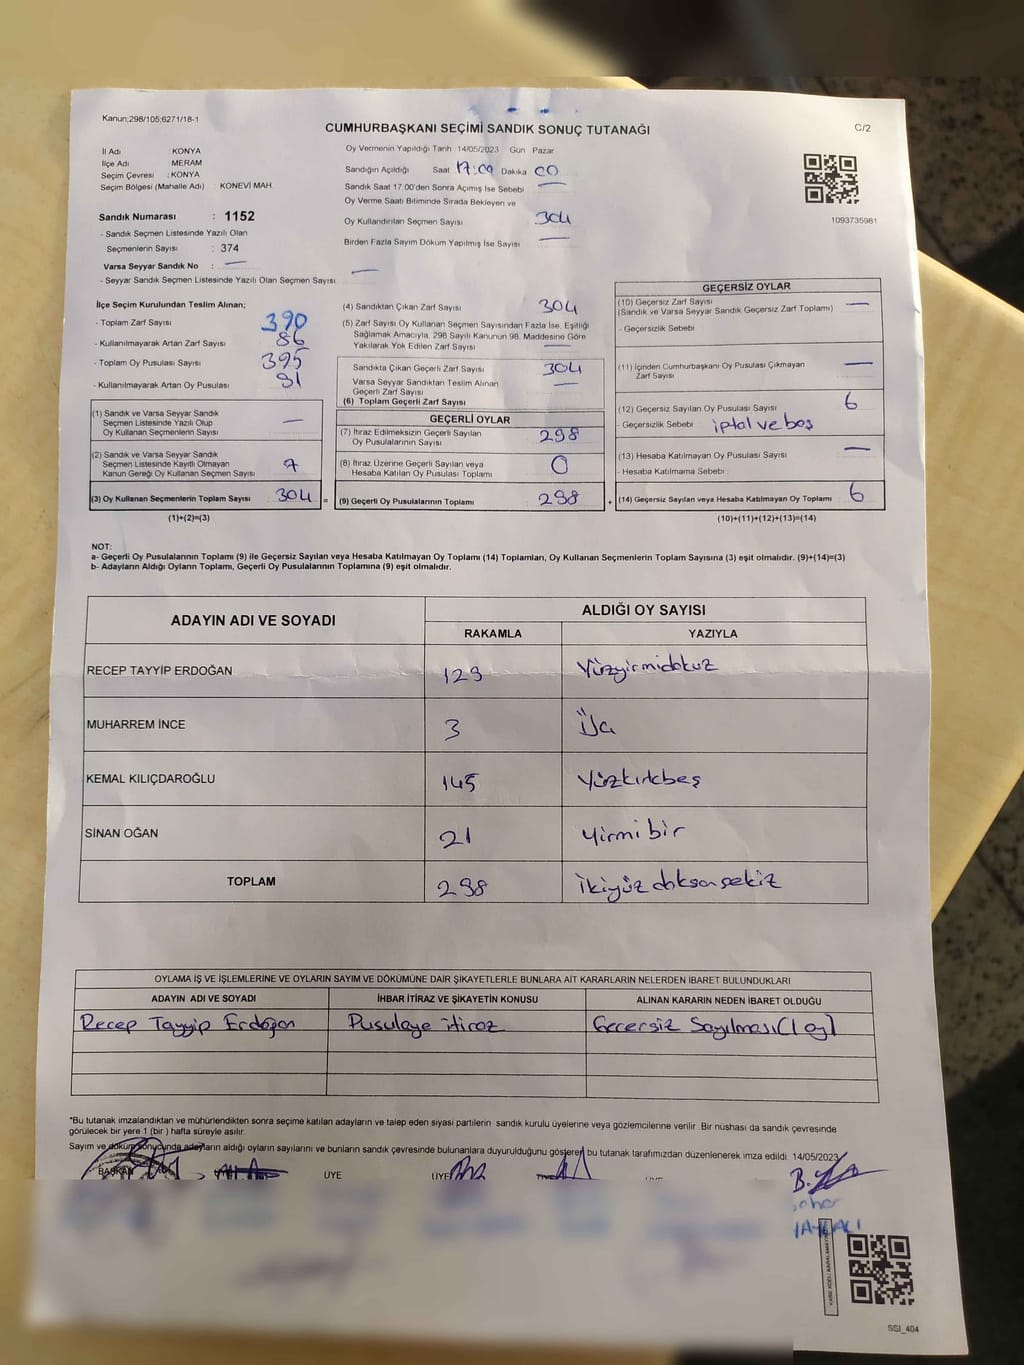 Kanun;298/105;6271/18-1
CUMHURBAŞKANI SEÇİMİ SANDIK SONUÇ TUTANAĞI
C/2
İl Adı : KONYA
İlçe Adı : MERAM
Seçim Çevresi : KONYA
Seçim Bölgesi (Mahalle Adı) : KONEVİ MAH.
Sandık Numarası : 1152
- Sandık Seçmen Listesinde Yazılı Olan
Seçmenlerin Sayısı : 374
Varsa Seyyar Sandık No : —
- Seyyar Sandık Seçmen Listesinde Yazılı Olan Seçmen Sayısı : —
Oy Vermenin Yapıldığı Tarih 14/05/2023 Gün Pazar
Sandığın Açıldığı Saat 17:00 Dakika 00
Sandık Saat 17.00'den Sonra Açımış İse Sebebi —
Oy Verme Saati Bitiminde Sırada Bekleyen ve
Oy Kullandırılan Seçmen Sayısı 304
Birden Fazla Sayım Döküm Yapılmış İse Sayısı —
1093735981
İlçe Seçim Kurulundan Teslim Alınan;
- Toplam Zarf Sayısı 390
- Kullanılmayarak Artan Zarf Sayısı 86
- Toplam Oy Pusulası Sayısı 395
- Kullanılmayarak Artan Oy Pusulası 91
(1) Sandık ve Varsa Seyyar Sandık
Seçmen Listesinde Yazılı Olup
Oy Kullanan Seçmenlerin Sayısı —
(2) Sandık ve Varsa Seyyar Sandık
Seçmen Listesinde Kayıtlı Olmayan
Kanun Gereği Oy Kullanan Seçmen Sayısı 7
(3) Oy Kullanan Seçmenlerin Toplam Sayısı 304 =
(1)+(2)=(3)
(4) Sandıktan Çıkan Zarf Sayısı 304
(5) Zarf Sayısı Oy Kullanan Seçmen Sayısından Fazla İse, Eşitliği
Sağlamak Amacıyla, 298 Sayılı Kanunun 98. Maddesine Göre
Yakılarak Yok Edilen Zarf Sayısı —
Sandıkta Çıkan Geçerli Zarf Sayısı 304
Varsa Seyyar Sandıktan Teslim Alınan
Geçerli Zarf Sayısı —
(6) Toplam Geçerli Zarf Sayısı
GEÇERLİ OYLAR
(7) İtiraz Edilmeksizin Geçerli Sayılan
Oy Pusulalarının Sayısı 298
(8) İtiraz Üzerine Geçerli Sayılan veya
Hesaba Katılan Oy Pusulası Toplamı 0
(9) Geçerli Oy Pusulalarının Toplamı 298 +
GEÇERSİZ OYLAR
(10) Geçersiz Zarf Sayısı
(Sandık ve Varsa Seyyar Sandık Geçersiz Zarf Toplamı) —
- Geçersizlik Sebebi
(11) İçinden Cumhurbaşkanı Oy Pusulası Çıkmayan
Zarf Sayısı —
(12) Geçersiz Sayılan Oy Pusulası Sayısı 6
- Geçersizlik Sebebi iptal ve boş
(13) Hesaba Katılmayan Oy Pusulası Sayısı —
- Hesaba Katılmama Sebebi :
(14) Geçersiz Sayılan veya Hesaba Katılmayan Oy Toplamı 6
(10)+(11)+(12)+(13)=(14)
NOT:
a- Geçerli Oy Pusulalarının Toplamı (9) ile Geçersiz Sayılan veya Hesaba Katılmayan Oy Toplamı (14) Toplamları, Oy Kullanan Seçmenlerin Toplam Sayısına (3) eşit olmalıdır. (9)+(14)=(3)
b- Adayların Aldığı Oyların Toplamı, Geçerli Oy Pusulalarının Toplamına (9) eşit olmalıdır.
ADAYIN ADI VE SOYADI ALDIĞI OY SAYISI
RAKAMLA YAZIYLA
RECEP TAYYİP ERDOĞAN 129 Yüzyirmidokuz
MUHARREM İNCE 3 Üç
KEMAL KILIÇDAROĞLU 145 Yüzkırkbeş
SİNAN OĞAN 21 Yirmi bir
TOPLAM 298 ikiyüz doksan sekiz
OYLAMA İŞ VE İŞLEMLERİNE VE OYLARIN SAYIM VE DÖKÜMÜNE DAİR ŞİKAYETLERLE BUNLARA AİT KARARLARIN NELERDEN İBARET BULUNDUKLARI
ADAYIN ADI VE SOYADI İHBAR İTİRAZ VE ŞİKAYETİN KONUSU ALINAN KARARIN NEDEN İBARET OLDUĞU
Recep Tayyip Erdoğan Pusulaya itiraz Geçersiz Sayılması (1 oy)
*Bu tutanak imzalandıktan ve mühürlendikten sonra seçime katılan adayların ve talep eden siyasi partilerin sandık kurulu üyelerine veya gözlemcilerine verilir. Bir nüshası da sandık çevresinde
görülecek bir yere 1 (bir ) hafta süreyle asılır.
Sayım ve döküm sonucunda adayların aldığı oyların sayılarını ve bunların sandık çevresinde bulunanlara duyurulduğunu gösteren bu tutanak tarafımızdan düzenlenerek imza edildi. 14/05/2023
BAŞKAN ÜYE ÜYE
SSI_404